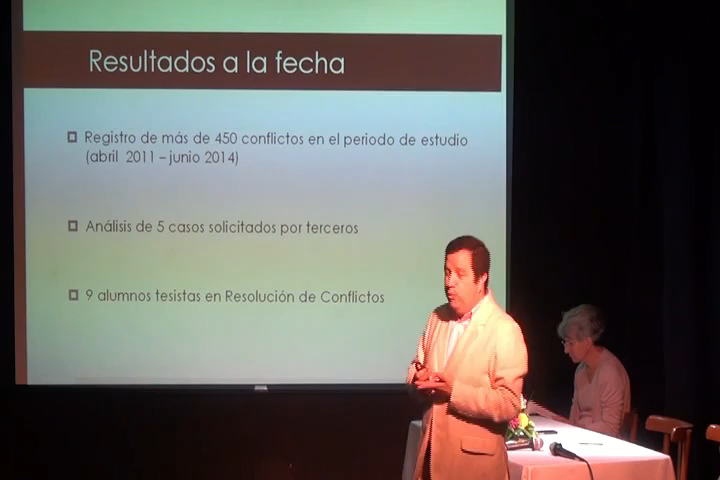 Resultados a la fecha
Registro de más de 450 conflictos en el periodo de estudio
(abril 2011 – junio 2014)
Análisis de 5 casos solicitados por terceros
9 alumnos tesistas en Resolución de Conflictos